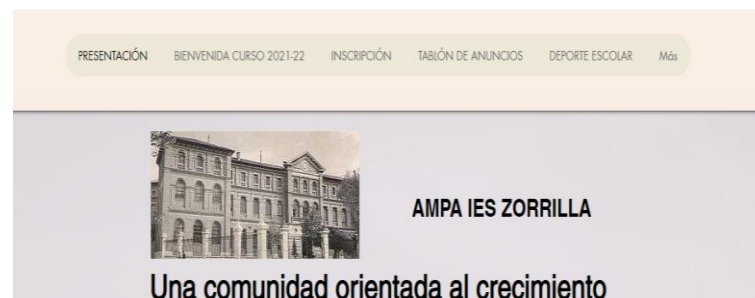 PRESENTACIÓN BIENVENIDA CURSO 2021-22 INSCRIPCIÓN TABLÓN DE ANUNCIOS DEPORTE ESCOLAR Más
AMPA IES ZORRILLA
Una comunidad orientada al crecimiento